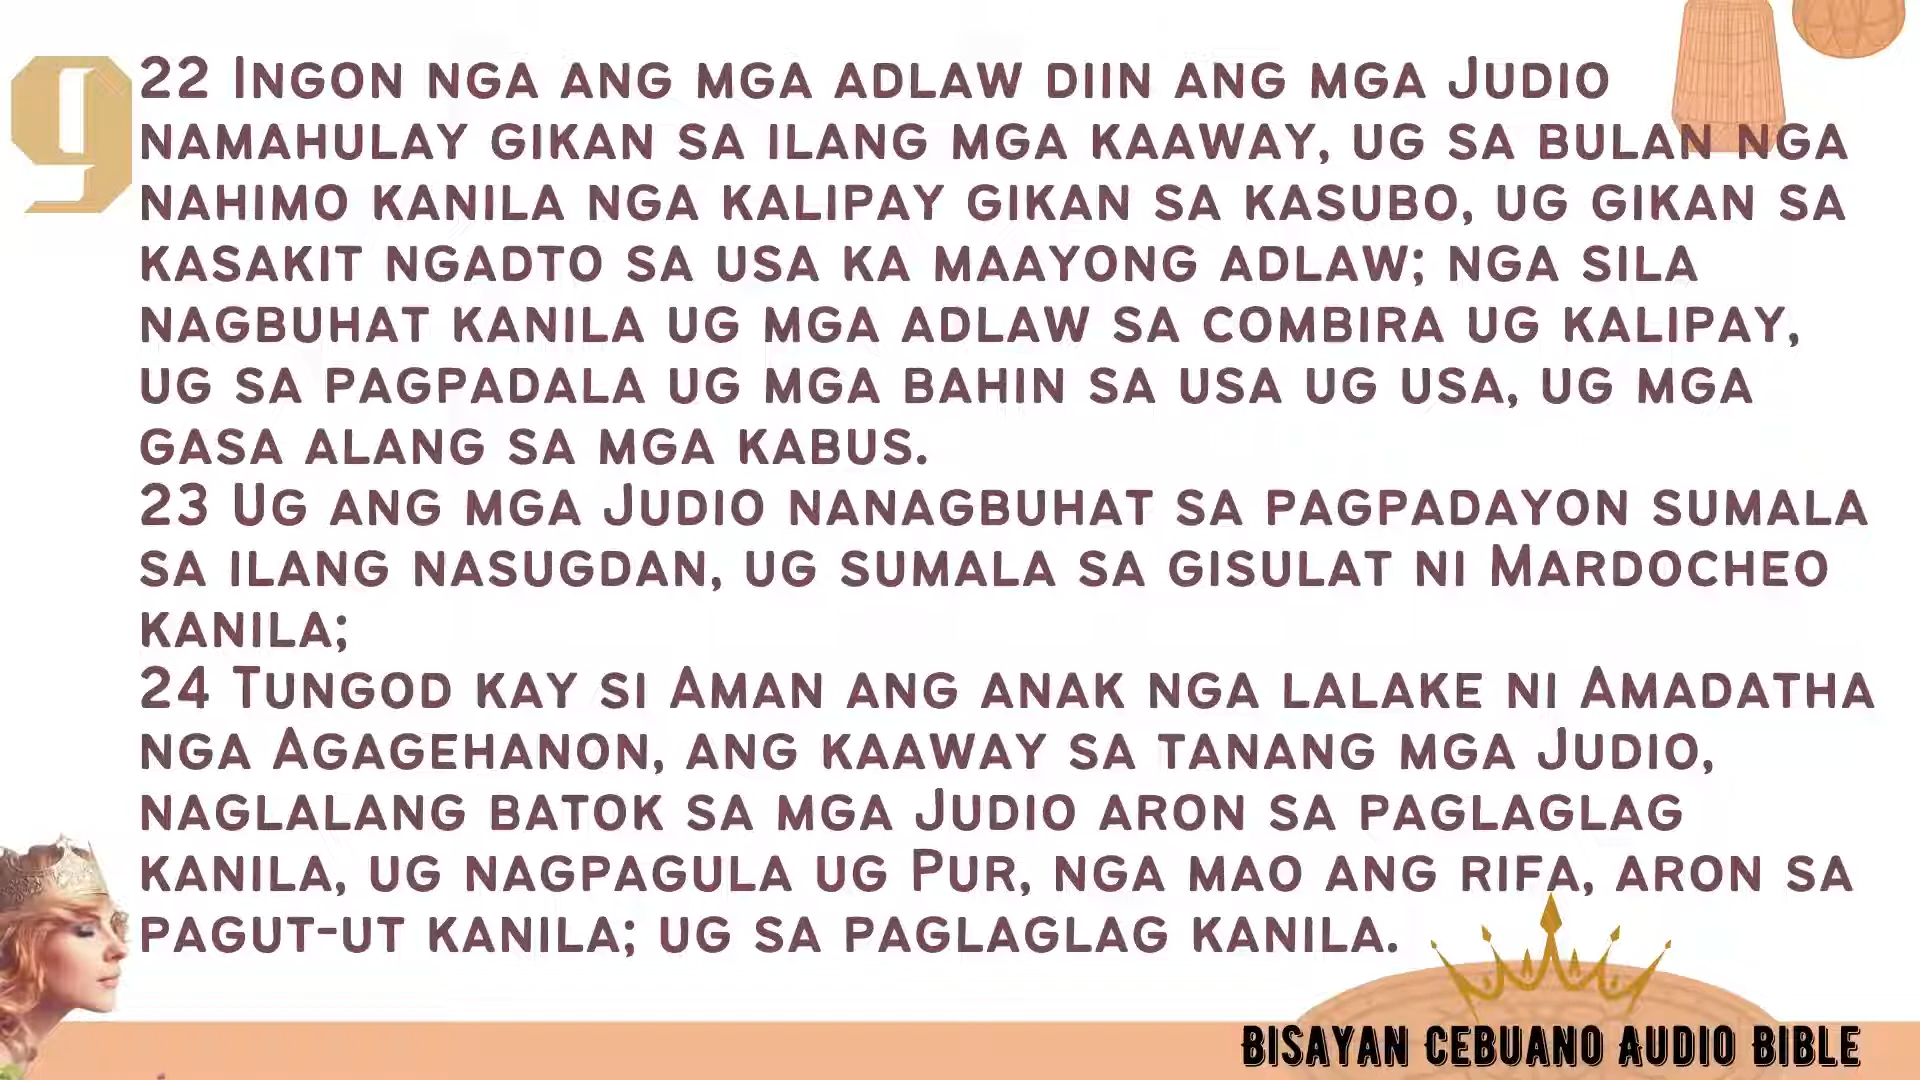 9
22 Ingon nga ang mga adlaw diin ang mga Judio
namahulay gikan sa ilang mga kaaway, ug sa bulan nga
nahimo kanila nga kalipay gikan sa kasubo, ug gikan sa
kasakit ngadto sa usa ka maayong adlaw; nga sila
nagbuhat kanila ug mga adlaw sa combira ug kalipay,
ug sa pagpadala ug mga bahin sa usa ug usa, ug mga
gasa alang sa mga kabus.
23 Ug ang mga Judio nanagbuhat sa pagpadayon sumala
sa ilang nasugdan, ug sumala sa gisulat ni Mardocheo
kanila;
24 Tungod kay si Aman ang anak nga lalake ni Amadatha
nga Agagehanon, ang kaaway sa tanang mga Judio,
naglalang batok sa mga Judio aron sa paglaglag
kanila, ug nagpagula ug Pur, nga mao ang rifa, aron sa
pagut-ut kanila; ug sa paglaglag kanila.
BISAYAN CEBUANO AUDIO BIBLE